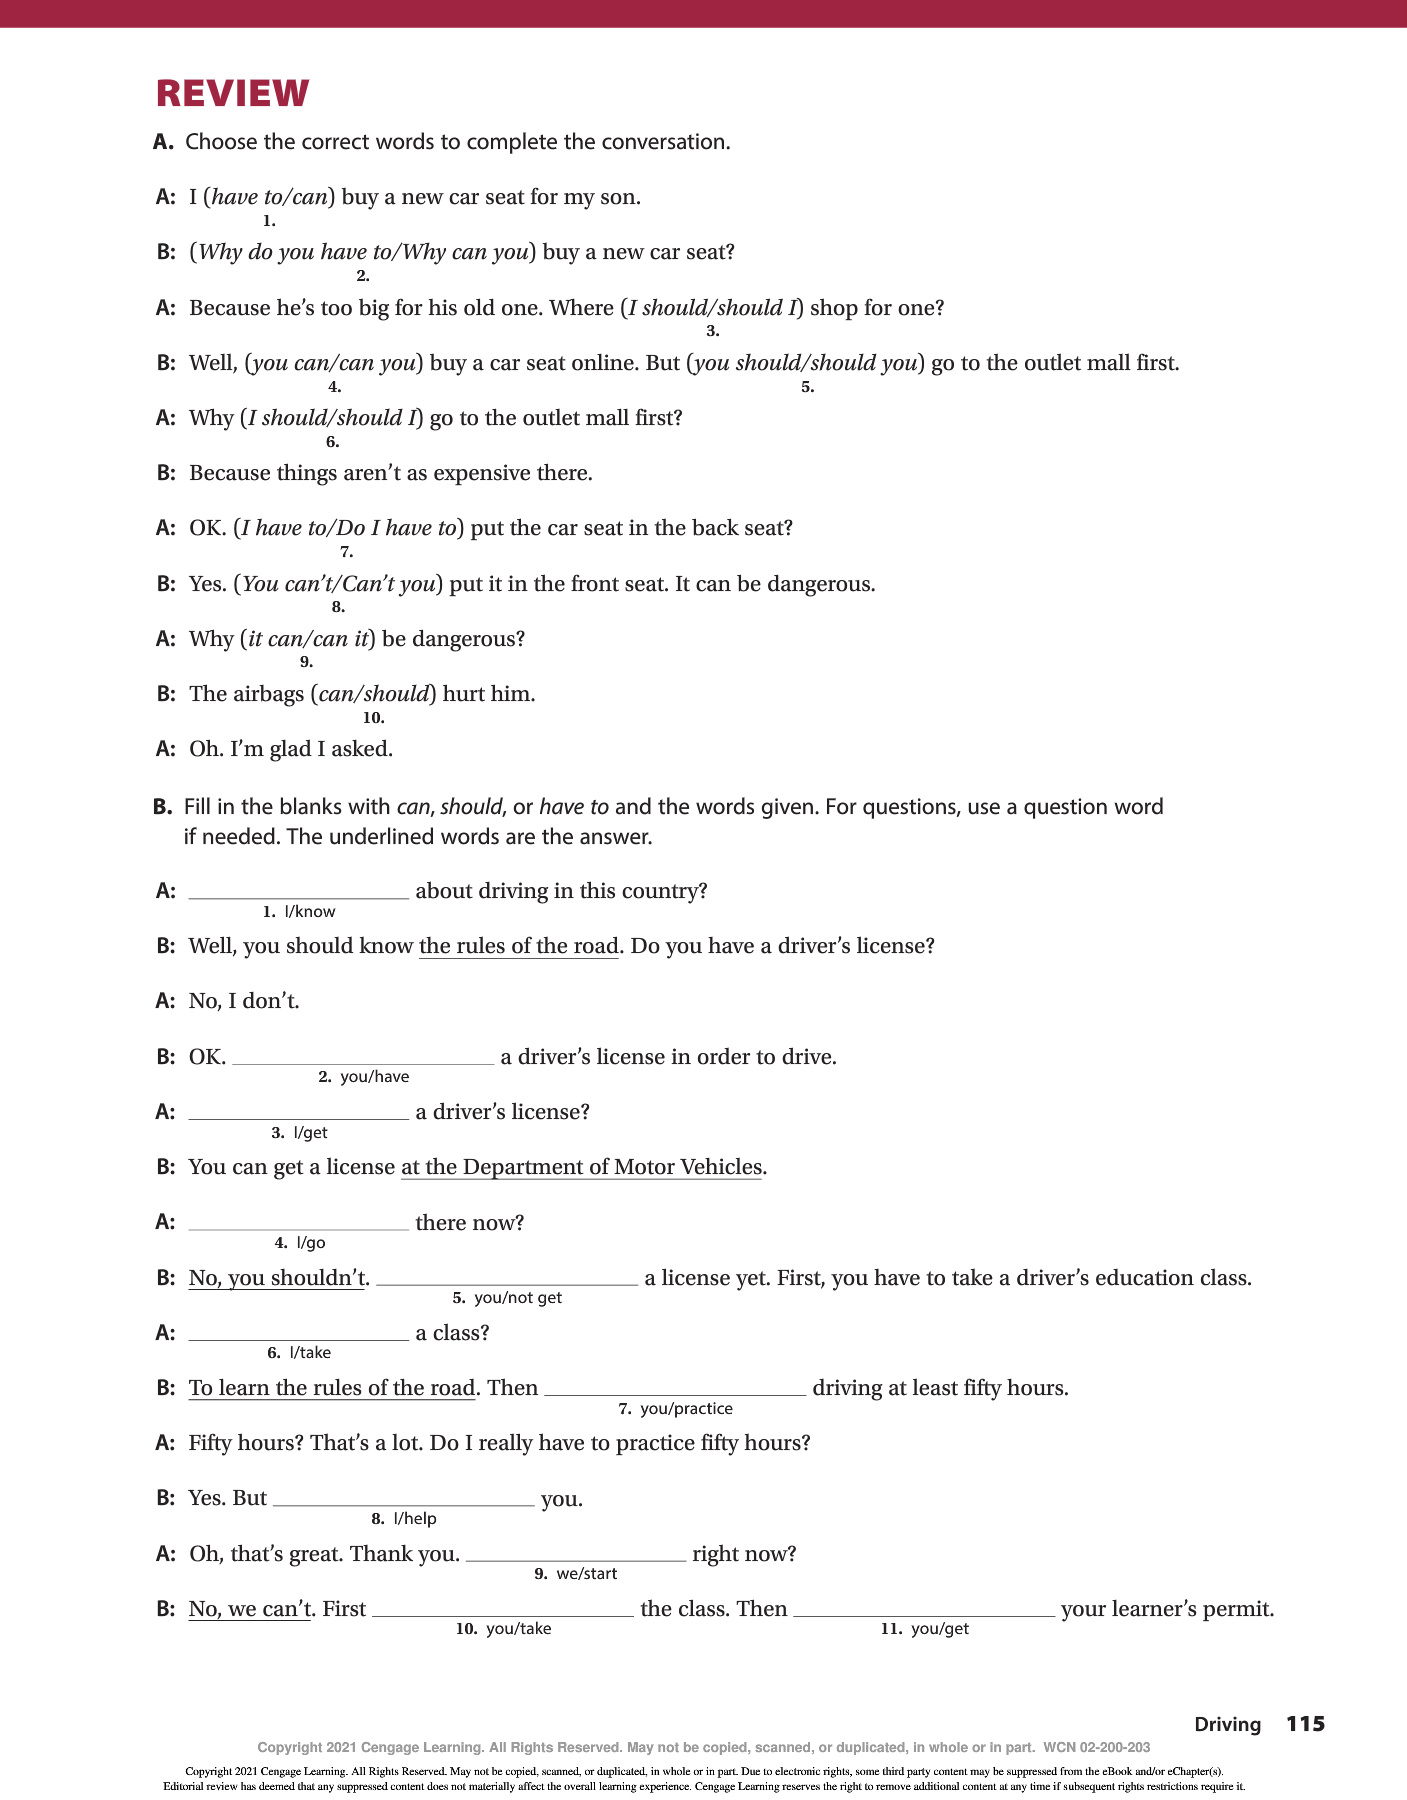 REVIEW
A. Choose the correct words to complete the conversation.
A: I (have to/can) buy a new car seat for my son.
1.
B: (Why do you have to/Why can you) buy a new car seat?
2.
A: Because he’s too big for his old one. Where (I should/should I) shop for one?
3.
B: Well, (you can/can you) buy a car seat online. But (you should/should you) go to the outlet mall first.
4. 5.
A: Why (I should/should I) go to the outlet mall first?
6.
B: Because things aren’t as expensive there.
A: OK. (I have to/Do I have to) put the car seat in the back seat?
7.
B: Yes. (You can’t/Can’t you) put it in the front seat. It can be dangerous.
8.
A: Why (it can/can it) be dangerous?
9.
B: The airbags (can/should) hurt him.
10.
A: Oh. I’m glad I asked.
B. Fill in the blanks with can, should, or have to and the words given. For questions, use a question word
if needed. The underlined words are the answer.
A: ____________________ about driving in this country?
1. I/know
B: Well, you should know the rules of the road. Do you have a driver’s license?
A: No, I don’t.
B: OK. ____________________ a driver’s license in order to drive.
2. you/have
A: ____________________ a driver’s license?
3. I/get
B: You can get a license at the Department of Motor Vehicles.
A: ____________________ there now?
4. I/go
B: No, you shouldn’t. ____________________ a license yet. First, you have to take a driver’s education class.
5. you/not get
A: ____________________ a class?
6. I/take
B: To learn the rules of the road. Then ____________________ driving at least fifty hours.
7. you/practice
A: Fifty hours? That’s a lot. Do I really have to practice fifty hours?
B: Yes. But ____________________ you.
8. I/help
A: Oh, that’s great. Thank you. ____________________ right now?
9. we/start
B: No, we can’t. First ____________________ the class. Then ____________________ your learner’s permit.
10. you/take 11. you/get
Driving 115
Copyright 2021 Cengage Learning. All Rights Reserved. May not be copied, scanned, or duplicated, in whole or in part. WCN 02-200-203
Copyright 2021 Cengage Learning. All Rights Reserved. May not be copied, scanned, or duplicated, in whole or in part. Due to electronic rights, some third party content may be suppressed from the eBook and/or eChapter(s).
Editorial review has deemed that any suppressed content does not materially affect the overall learning experience. Cengage Learning reserves the right to remove additional content at any time if subsequent rights restrictions require it.